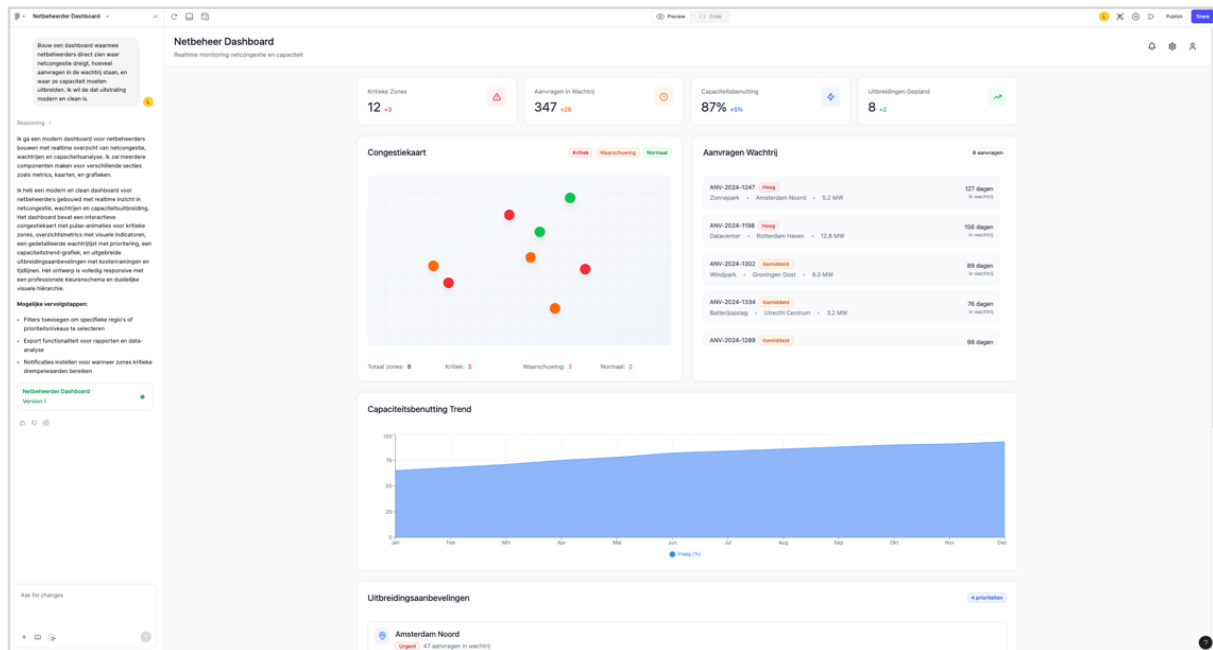 Netbeheerder Dashboard
Preview
Code
L
Publish
Share
Bouw een dashboard waarmee
netbeheerders direct zien waar
netcongestie dreigt, hoeveel
aanvragen in de wachtrij staan, en
waar ze capaciteit moeten
uitbreiden. Ik wil de dat uitstraling
modern en clean is.
L
Reasoning
Ik ga een modern dashboard voor netbeheerders
bouwen met realtime overzicht van netcongestie,
wachtrijen en capaciteitsanalyse. Ik zal meerdere
componenten maken voor verschillende secties
zoals metrics, kaarten, en grafieken.
Ik heb een modern en clean dashboard voor
netbeheerders gebouwd met realtime inzicht in
netcongestie, wachtrijen en capaciteitsuitbreiding.
Het dashboard bevat een interactieve
congestiekaart met pulse-animaties voor kritieke
zones, overzichtsmetrics met visuele indicatoren,
een gedetailleerde wachtrijlijst met prioritering, een
capaciteitstrend-grafiek, en uitgebreide
uitbreidingsaanbevelingen met kostenramingen en
tijdlijnen. Het ontwerp is volledig responsive met
een professionele kleurenschema en duidelijke
visuele hiërarchie.
Mogelijke vervolgstappen:
• Filters toevoegen om specifieke regio's of
prioriteitsniveaus te selecteren
• Export functionaliteit voor rapporten en data-
analyse
• Notificaties instellen voor wanneer zones kritieke
drempelwaarden bereiken
Netbeheerder Dashboard
Version 1
Ask for changes
Netbeheer Dashboard
Realtime monitoring netcongestie en capaciteit
Kritieke Zones
12 +3
Aanvragen in Wachtrij
347 +28
Capaciteitsbenutting
87% +5%
Uitbreidingen Gepland
8 +2
Congestiekaart
Kritiek Waarschuwing Normaal
Totaal zones: 8 Kritiek: 3 Waarschuwing: 3 Normaal: 2
Aanvragen Wachtrij
8 aanvragen
ANV-2024-1247 Hoog 127 dagen
Zonnepark • Amsterdam Noord • 5.2 MW in wachtrij
ANV-2024-1198 Hoog 156 dagen
Datacenter • Rotterdam Haven • 12.8 MW in wachtrij
ANV-2024-1302 Gemiddeld 89 dagen
Windpark • Groningen Oost • 8.5 MW in wachtrij
ANV-2024-1334 Gemiddeld 76 dagen
Batterijopslag • Utrecht Centrum • 3.2 MW in wachtrij
ANV-2024-1289 Gemiddeld 98 dagen
Capaciteitsbenutting Trend
100
75
50
25
0
Jan Feb Mrt Apr Mei Jun Jul Aug Sep Okt Nov Dec
Vraag (%)
Uitbreidingsaanbevelingen
4 prioriteiten
Amsterdam Noord
Urgent 47 aanvragen in wachtrij
?